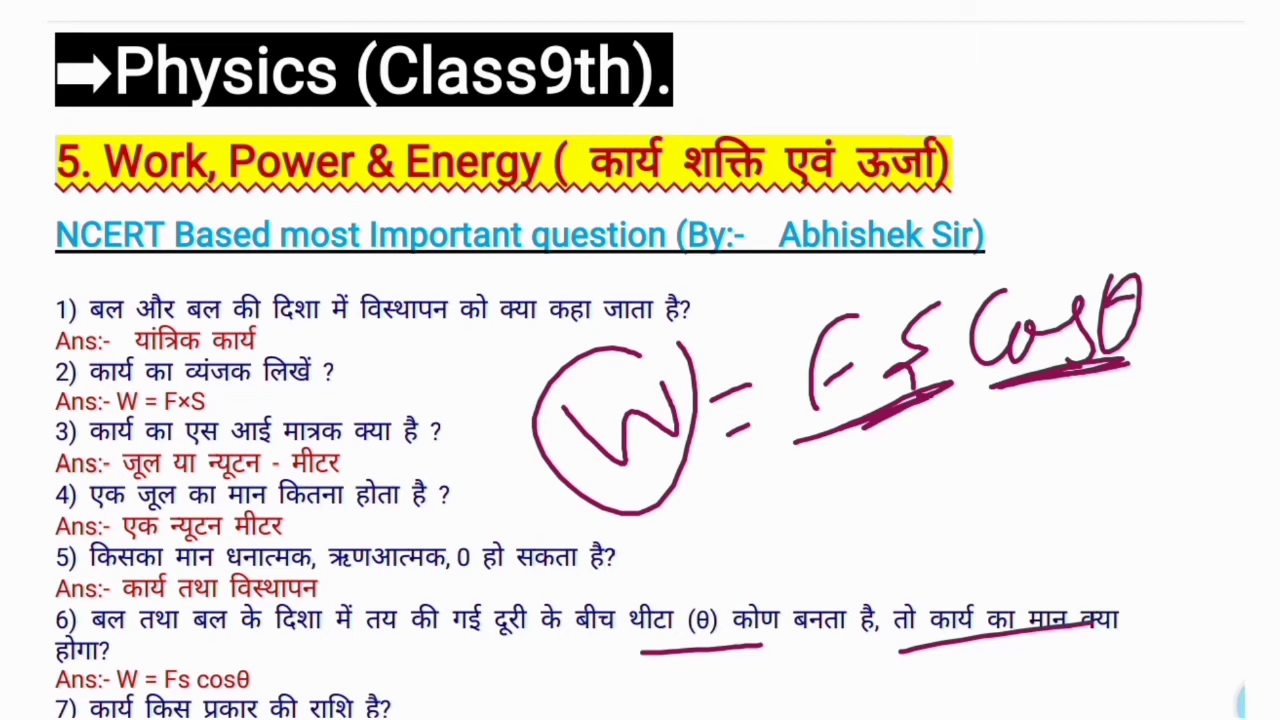 ➡Physics (Class9th).
5. Work, Power & Energy ( कार्य शक्ति एवं ऊर्जा)
NCERT Based most Important question (By:- Abhishek Sir)
1) बल और बल की दिशा में विस्थापन को क्या कहा जाता है?
Ans:- यांत्रिक कार्य
2) कार्य का व्यंजक लिखें ?
Ans:- W = F×S
3) कार्य का एस आई मात्रक क्या है ?
Ans:- जूल या न्यूटन - मीटर
4) एक जूल का मान कितना होता है ?
Ans:- एक न्यूटन मीटर
5) किसका मान धनात्मक, ऋणआत्मक, 0 हो सकता है?
Ans:- कार्य तथा विस्थापन
6) बल तथा बल के दिशा में तय की गई दूरी के बीच थीटा (θ) कोण बनता है, तो कार्य का मान क्या
होगा?
Ans:- W = Fs cosθ
7) कार्य किस प्रकार की राशि है?
W = FS Cosθ